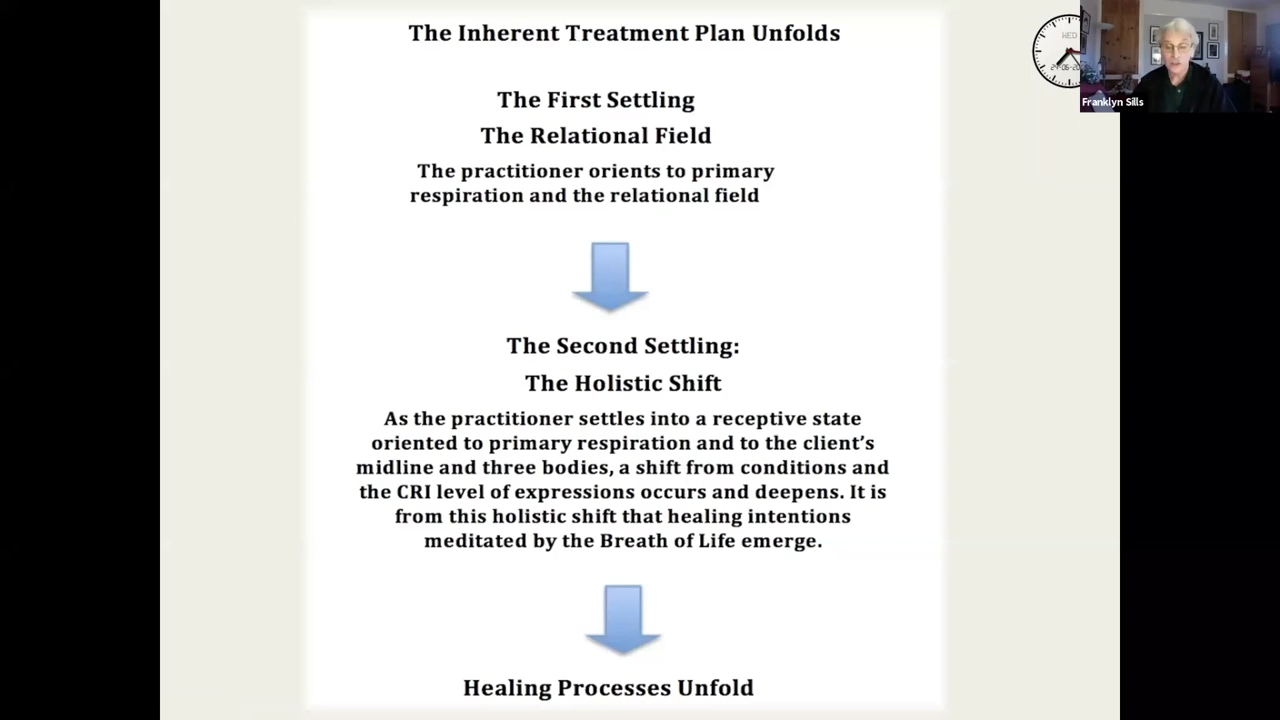 The Inherent Treatment Plan Unfolds
WED
Franklyn Sills
The First Settling
The Relational Field
The practitioner orients to primary
respiration and the relational field
The Second Settling:
The Holistic Shift
As the practitioner settles into a receptive state
oriented to primary respiration and to the client's
midline and three bodies, a shift from conditions and
the CRI level of expressions occurs and deepens. It is
from this holistic shift that healing intentions
meditated by the Breath of Life emerge.
Healing Processes Unfold